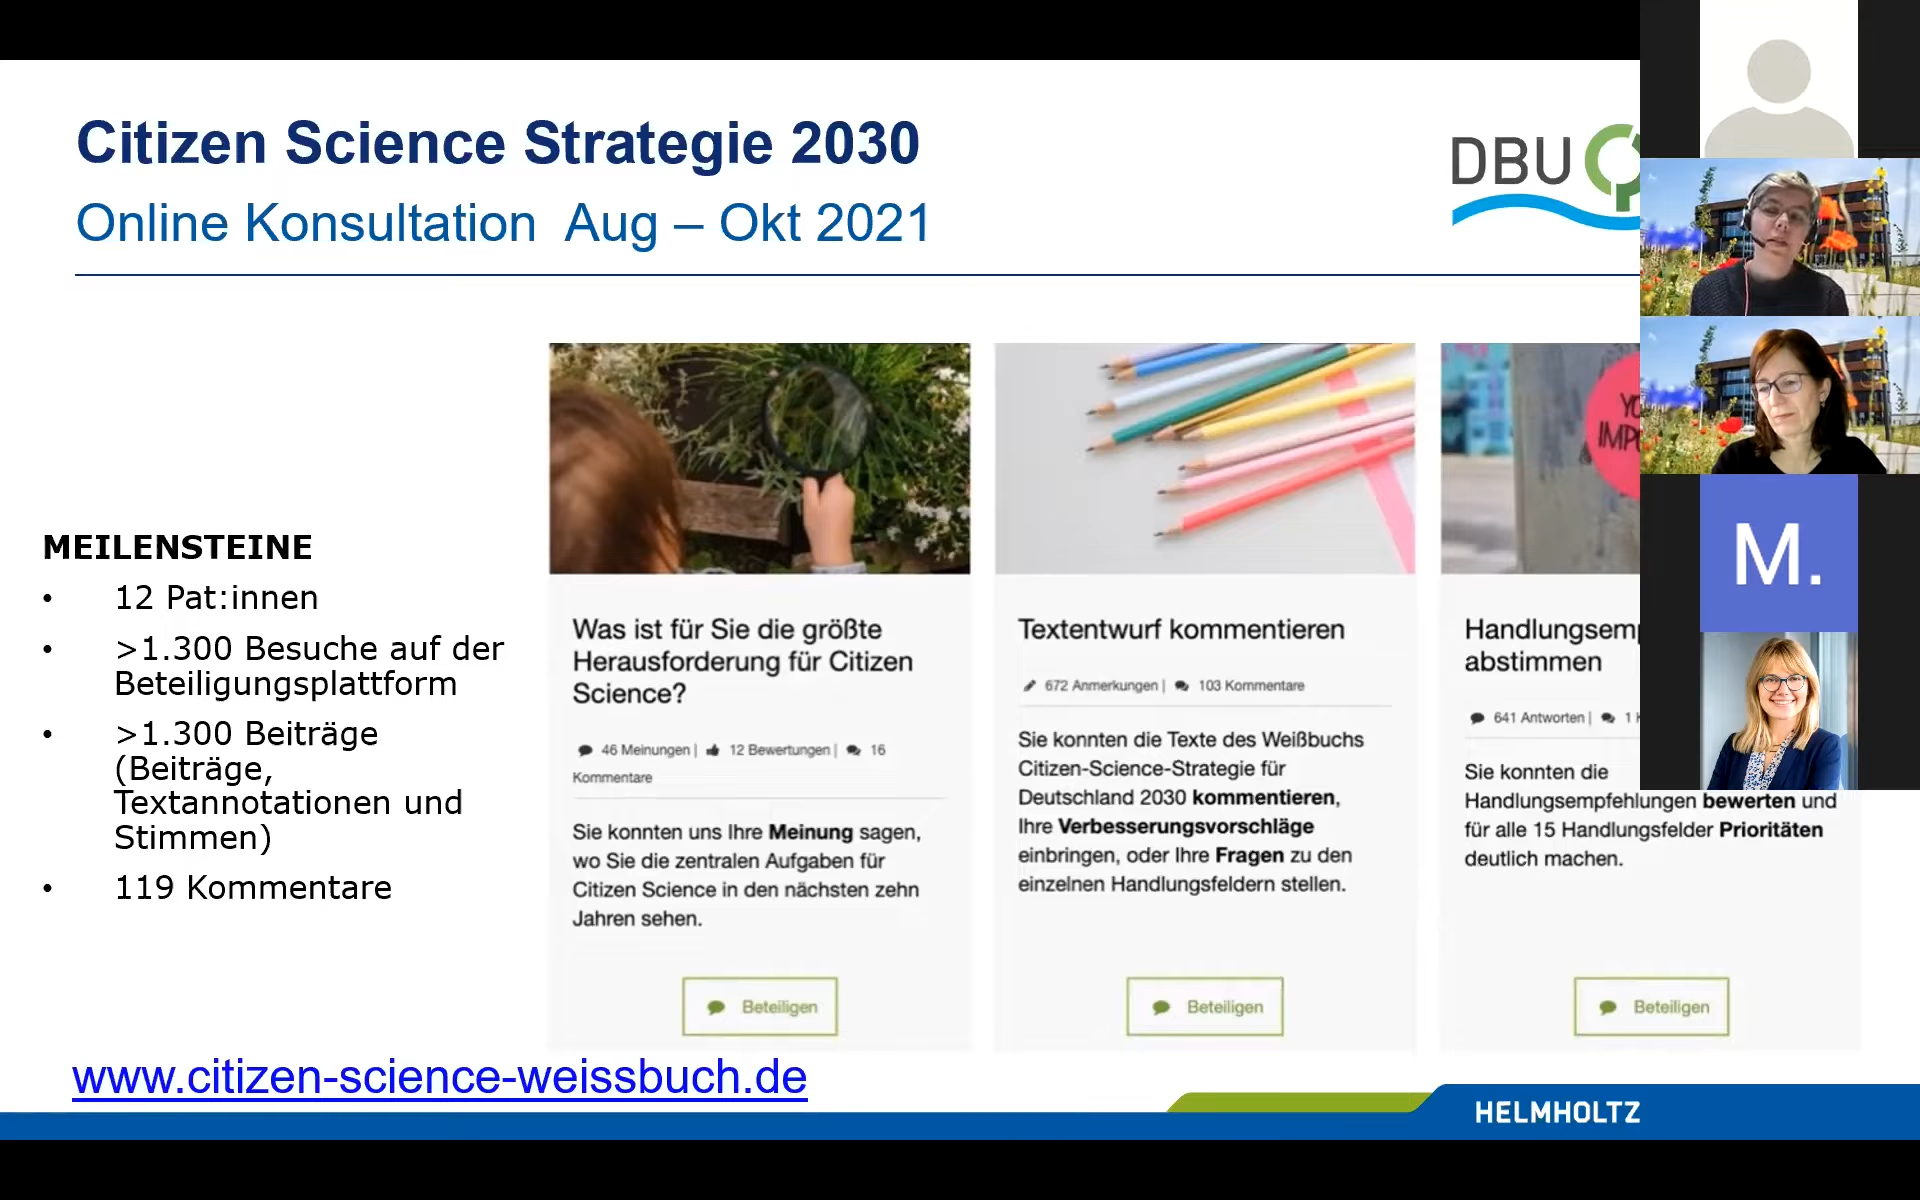 Citizen Science Strategie 2030
Online Konsultation Aug – Okt 2021
DBU
MEILENSTEINE
• 12 Pat:innen
• >1.300 Besuche auf der
Beteiligungsplattform
• >1.300 Beiträge
(Beiträge,
Textannotationen und
Stimmen)
• 119 Kommentare
Was ist für Sie die größte
Herausforderung für Citizen
Science?
46 Meinungen | 12 Bewertungen | 16
Kommentare
Sie konnten uns Ihre Meinung sagen,
wo Sie die zentralen Aufgaben für
Citizen Science in den nächsten zehn
Jahren sehen.
Beteiligen
Textentwurf kommentieren
672 Anmerkungen | 103 Kommentare
Sie konnten die Texte des Weißbuchs
Citizen-Science-Strategie für
Deutschland 2030 kommentieren,
Ihre Verbesserungsvorschläge
einbringen, oder Ihre Fragen zu den
einzelnen Handlungsfeldern stellen.
Beteiligen
abstimmen
641 Antworten | 1
Sie konnten die
Handlungsempfehlungen bewerten und
für alle 15 Handlungsfelder Prioritäten
deutlich machen.
Beteiligen
M.
www.citizen-science-weissbuch.de
HELMHOLTZ